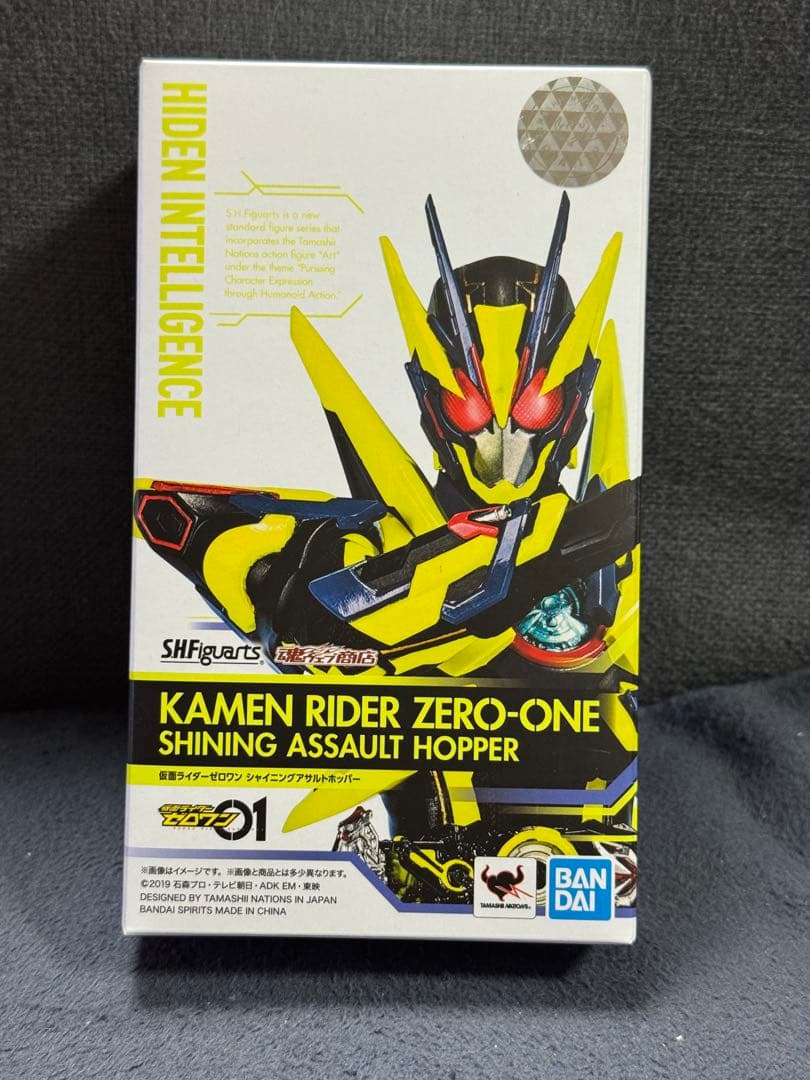 HIDEN INTELLIGENCE
S.H.Figuarts is a new
standard figure series that
incorporates the Tamashii
Nations action figure "Art"
under the theme "Pursuing
Character Expression
through Humanoid Action."
S.H.Figuarts
魂ウェブ商店
KAMEN RIDER ZERO-ONE
SHINING ASSAULT HOPPER
仮面ライダーゼロワン シャイニングアサルトホッパー
仮面ライダー
ゼロワン01
※画像はイメージです。 ※画像と商品とは多少異なります。
©2019 石森プロ・テレビ朝日・ADK EM・東映
DESIGNED BY TAMASHII NATIONS IN JAPAN
BANDAI SPIRITS MADE IN CHINA
TAMASHII NATIONS
BAN
DAI